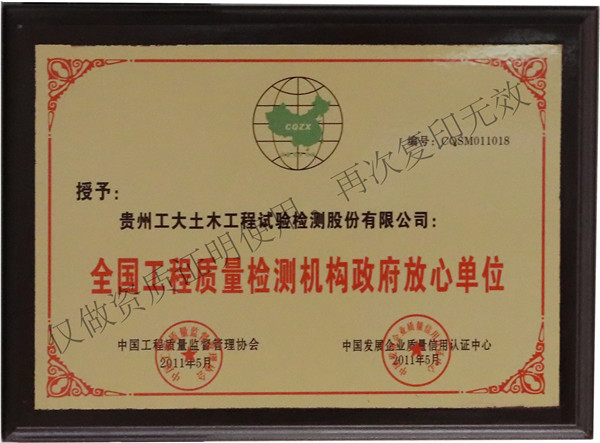 CQZX
编号:CQSM011018
授予:
贵州工大土木工程试验检测股份有限公司:
全国工程质量检测机构政府放心单位
中国工程质量监督管理协会
2011年5月
中国发展企业质量信用认证中心
2011年5月
仅做资质证明使用 再次复印无效